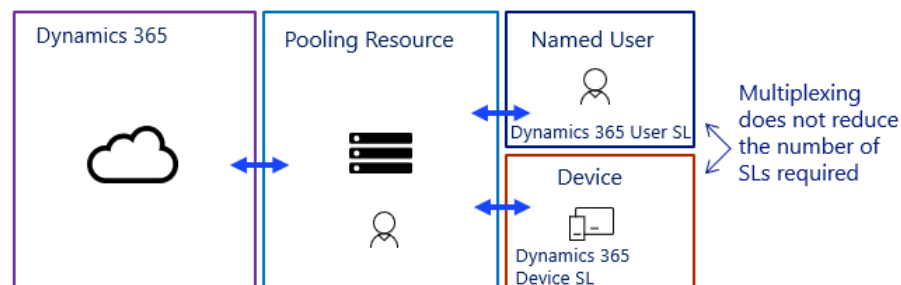 Dynamics 365
Pooling Resource
Named User
Dynamics 365 User SL
Device
Dynamics 365
Device SL
Multiplexing
does not reduce
the number of
SLs required